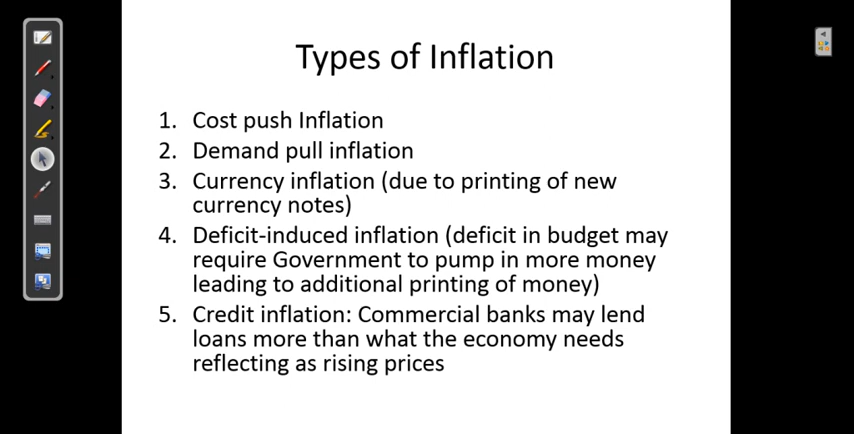 Types of Inflation
1. Cost push Inflation
2. Demand pull inflation
3. Currency inflation (due to printing of new
currency notes)
4. Deficit-induced inflation (deficit in budget may
require Government to pump in more money
leading to additional printing of money)
5. Credit inflation: Commercial banks may lend
loans more than what the economy needs
reflecting as rising prices